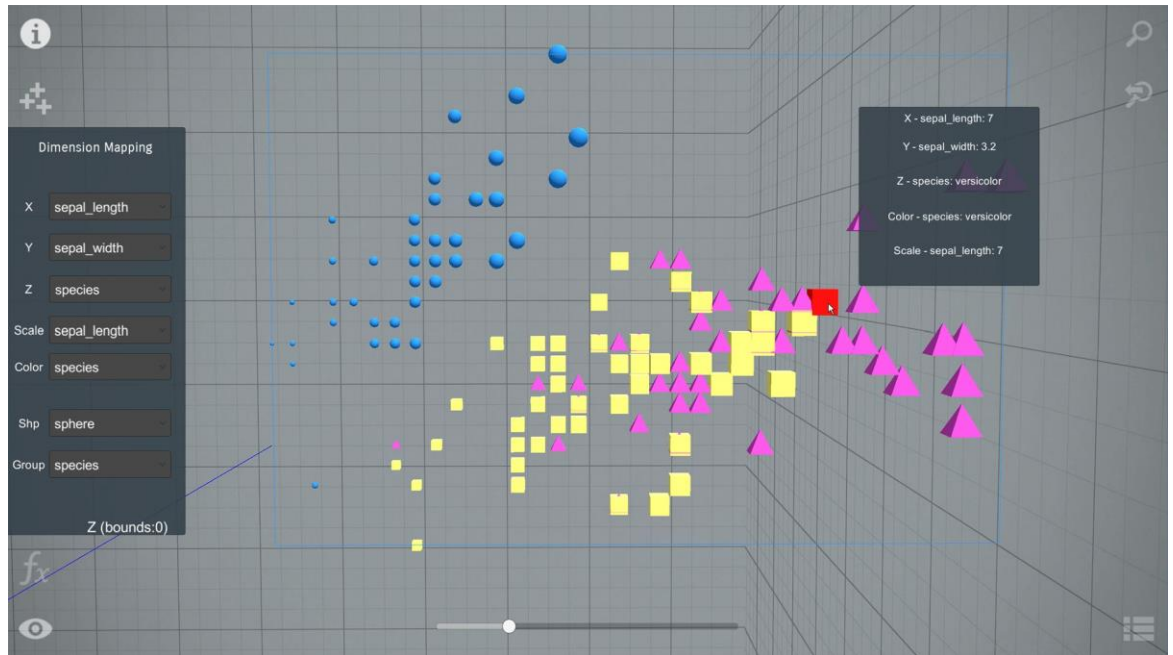 i
Dimension Mapping
X sepal_length
Y sepal_width
Z species
Scale sepal_length
Color species
Shp sphere
Group species
Z (bounds:0)
fx
X - sepal_length: 7
Y - sepal_width: 3.2
Z - species: versicolor
Color - species: versicolor
Scale - sepal_length: 7